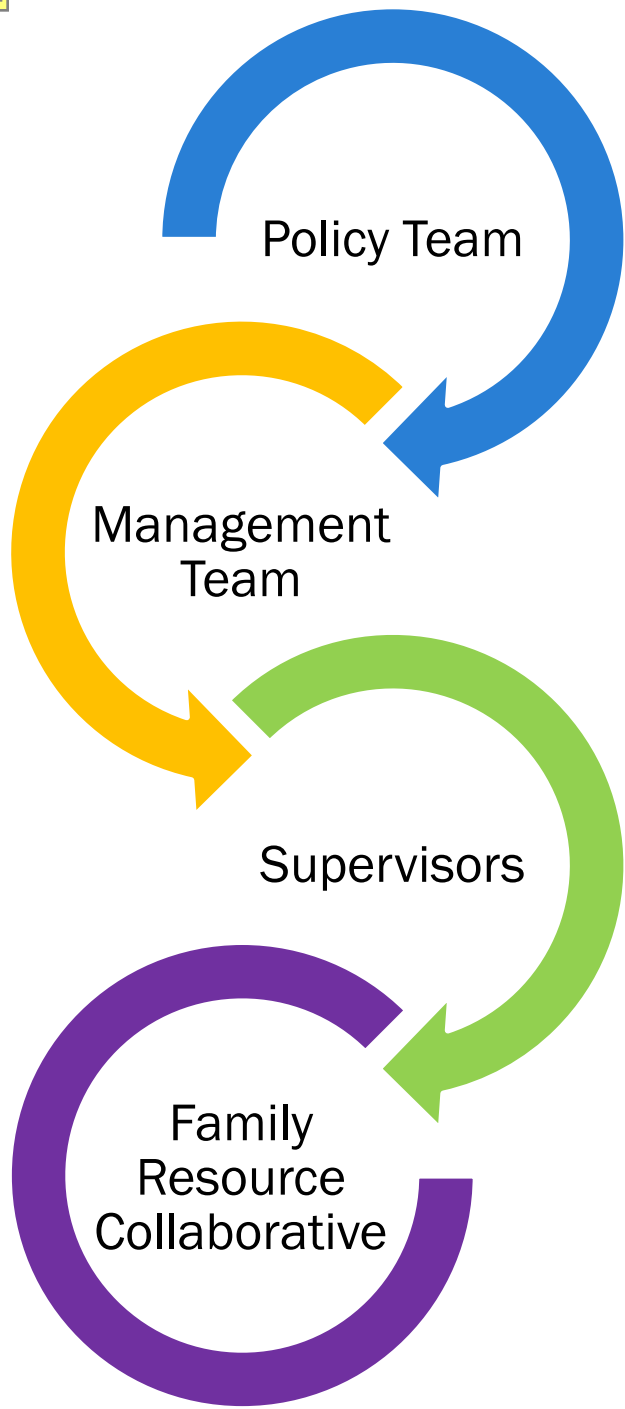 Policy Team
Management
Team
Supervisors
Family
Resource
Collaborative